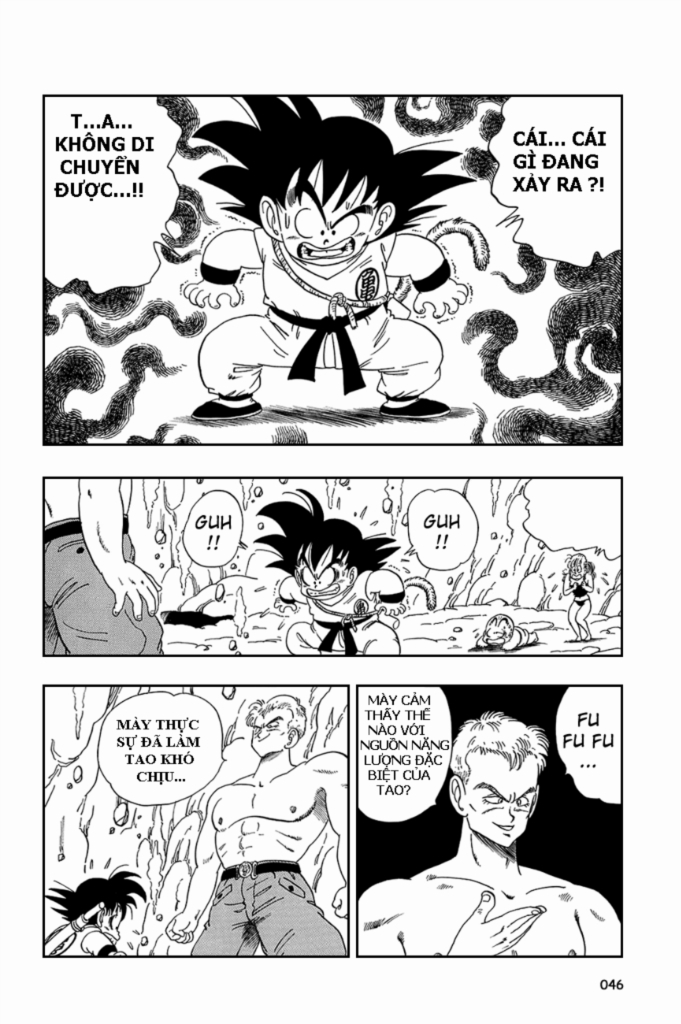 CÁI... CÁI
GÌ ĐANG
XẢY RA ?!
T...A...
KHÔNG DI
CHUYỂN
ĐƯỢC...!!
GUH
!!
GUH
!!
FU
FU FU
...
MÀY CẢM
THẤY THẾ
NÀO VỚI
NGUỒN NĂNG
LƯỢNG ĐẶC
BIỆT CỦA
TAO?
MÀY THỰC
SỰ ĐÃ LÀM
TAO KHÓ
CHỊU...
046